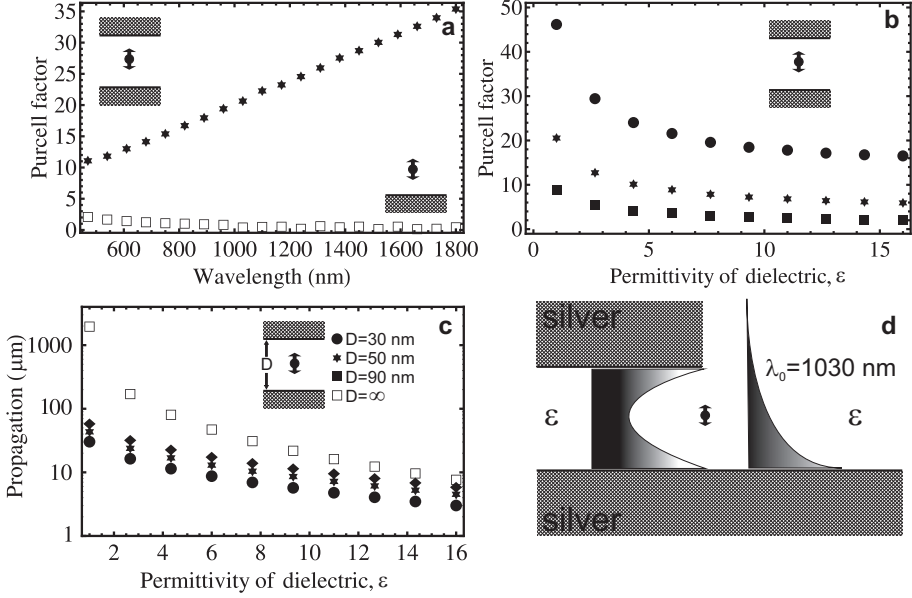 35
30
25
20
15
10
5
0
Purcell factor
a
600 800 1000 1200 1400 1600 1800
Wavelength (nm)
50
40
30
20
10
0
Purcell factor
b
0 5 10 15
Permittivity of dielectric, ε
1000
100
10
1
Propagation (μm)
c
D
D=30 nm
D=50 nm
D=90 nm
D=∞
2 4 6 8 10 12 14 16
Permittivity of dielectric, ε
silver
d
λ₀=1030 nm
ε ε
silver